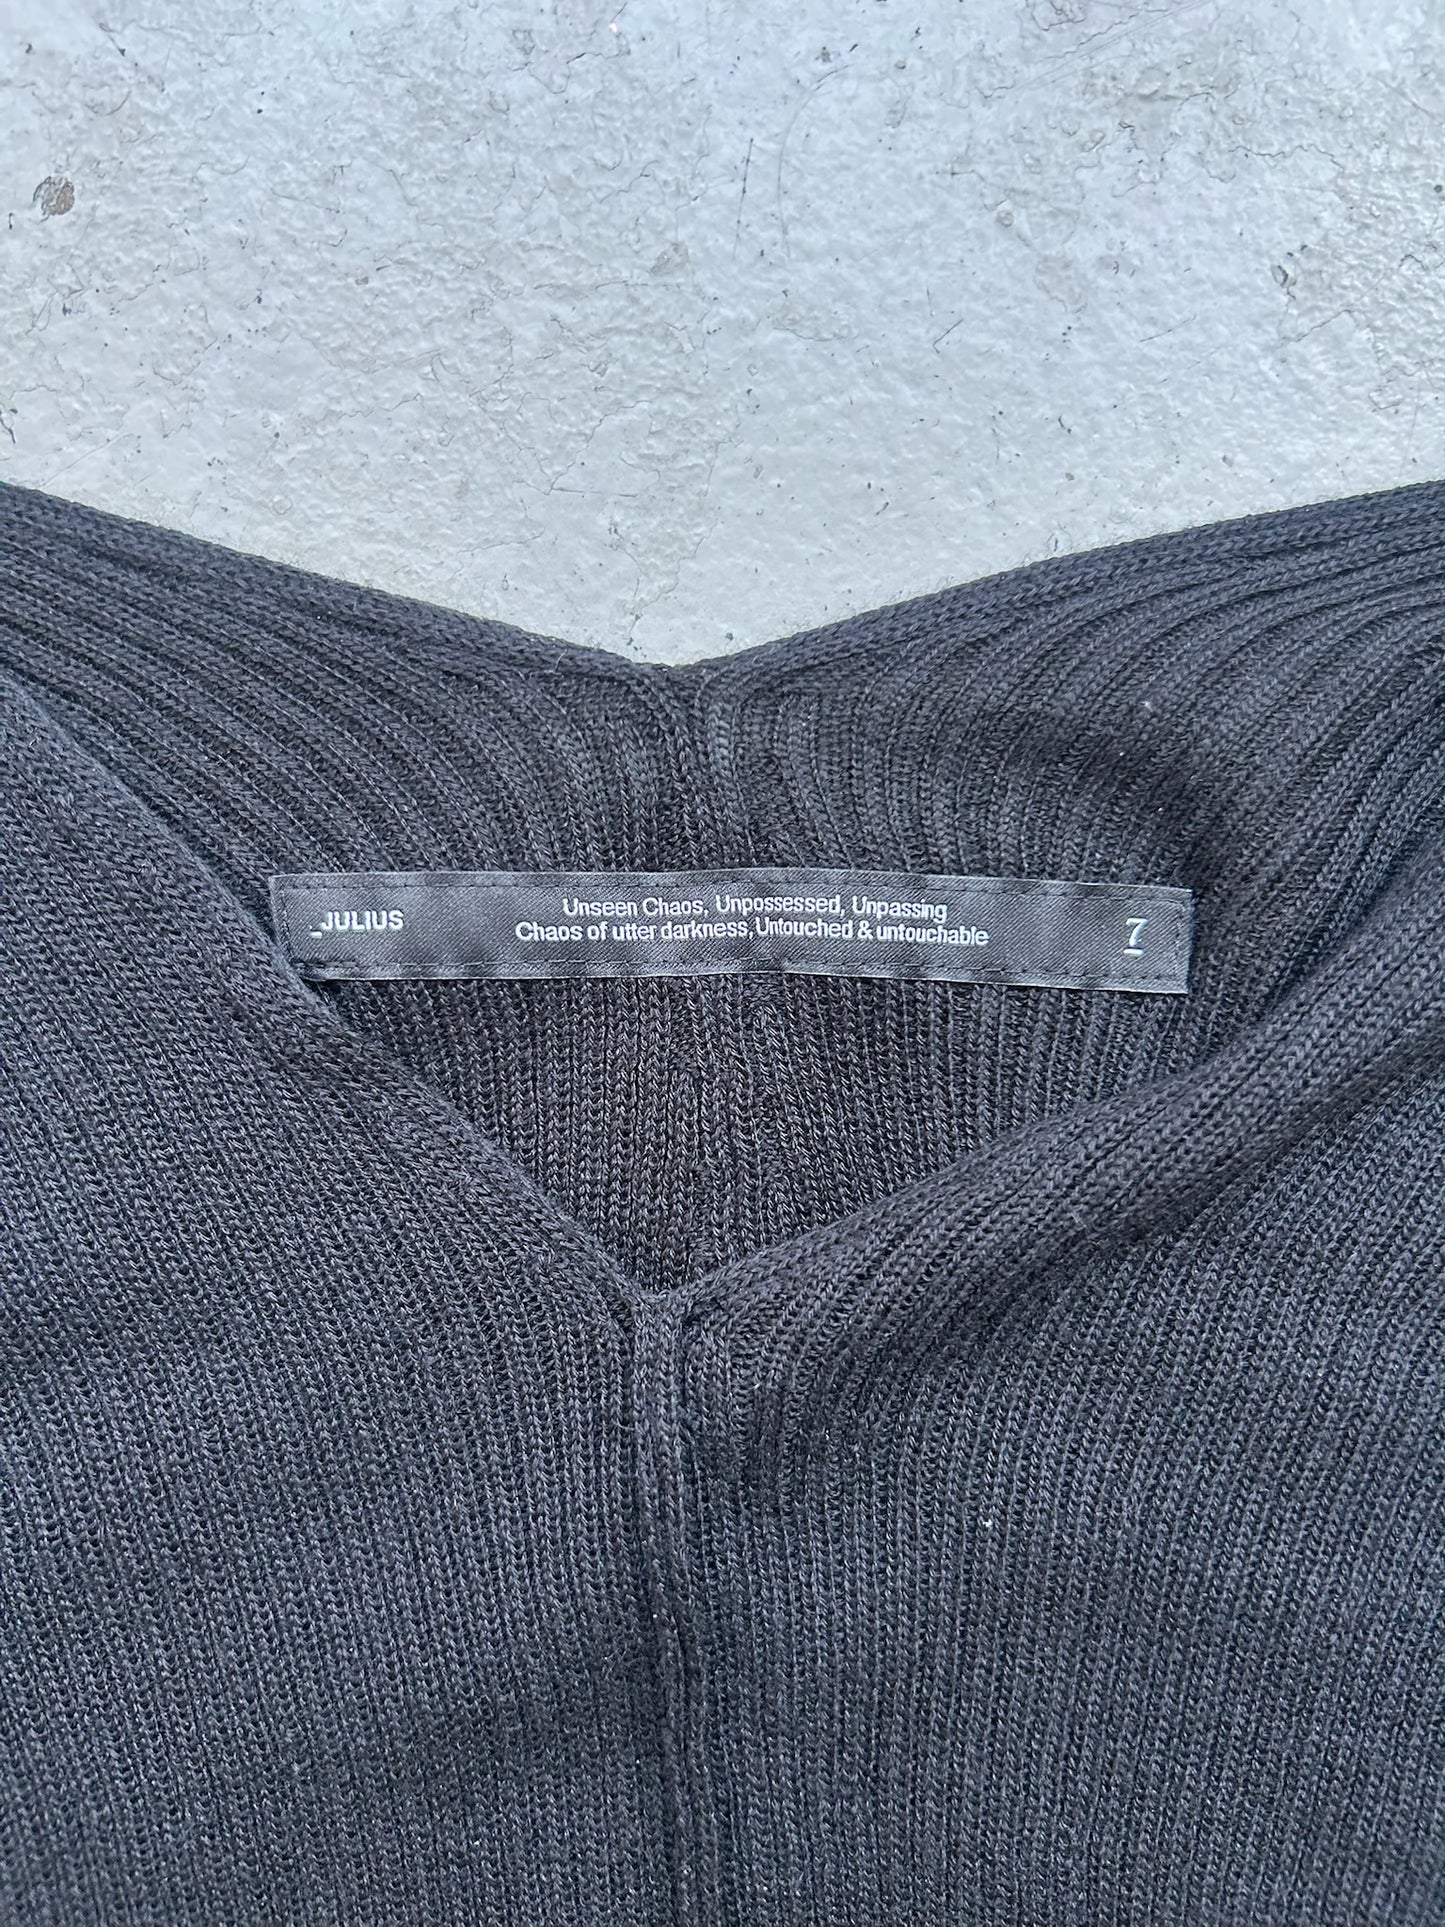 _JULIUS
Unseen Chaos, Unpossessed, Unpassing
Chaos of utter darkness, Untouched & untouchable
7